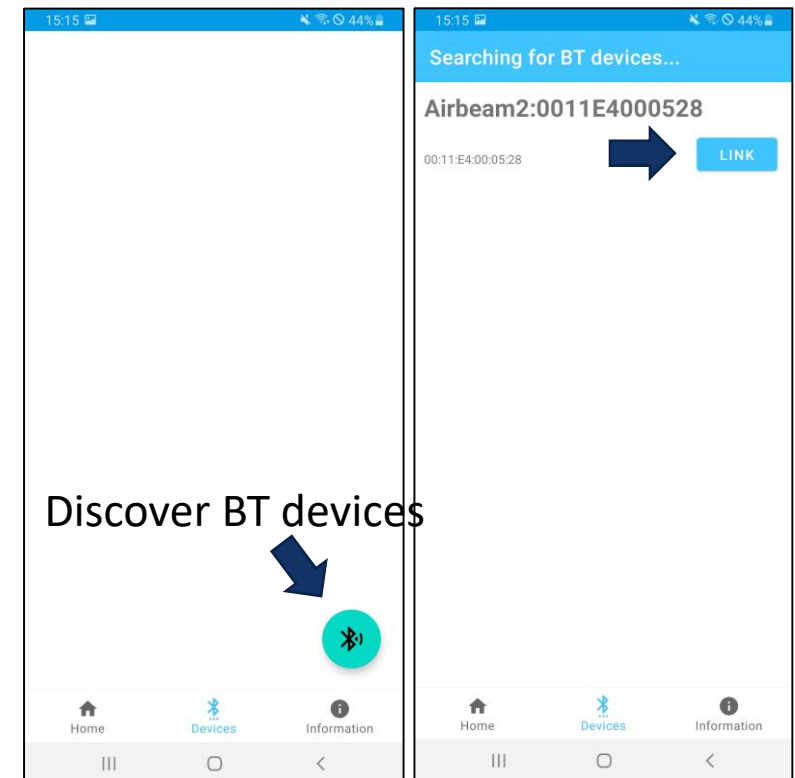 15:15 44%
Discover BT devices
Home Devices Information
15:15 44%
Searching for BT devices...
Airbeam2:0011E4000528
00:11:E4:00:05:28 LINK
Home Devices Information